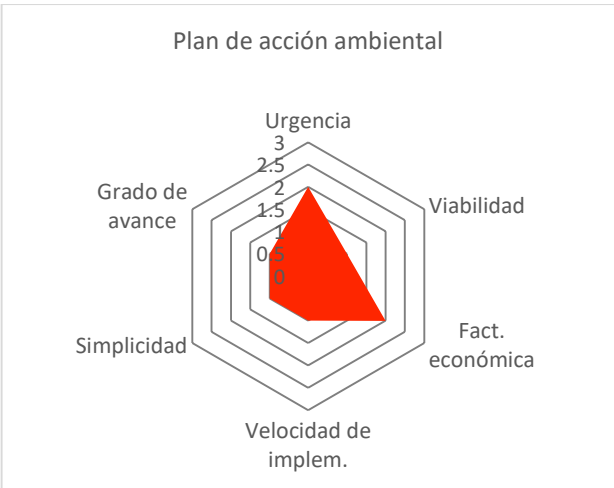 Plan de acción ambiental
Urgencia
3
2.5
2
1.5
1
0.5
0
Viabilidad
Fact.
económica
Velocidad de
implem.
Simplicidad
Grado de
avance